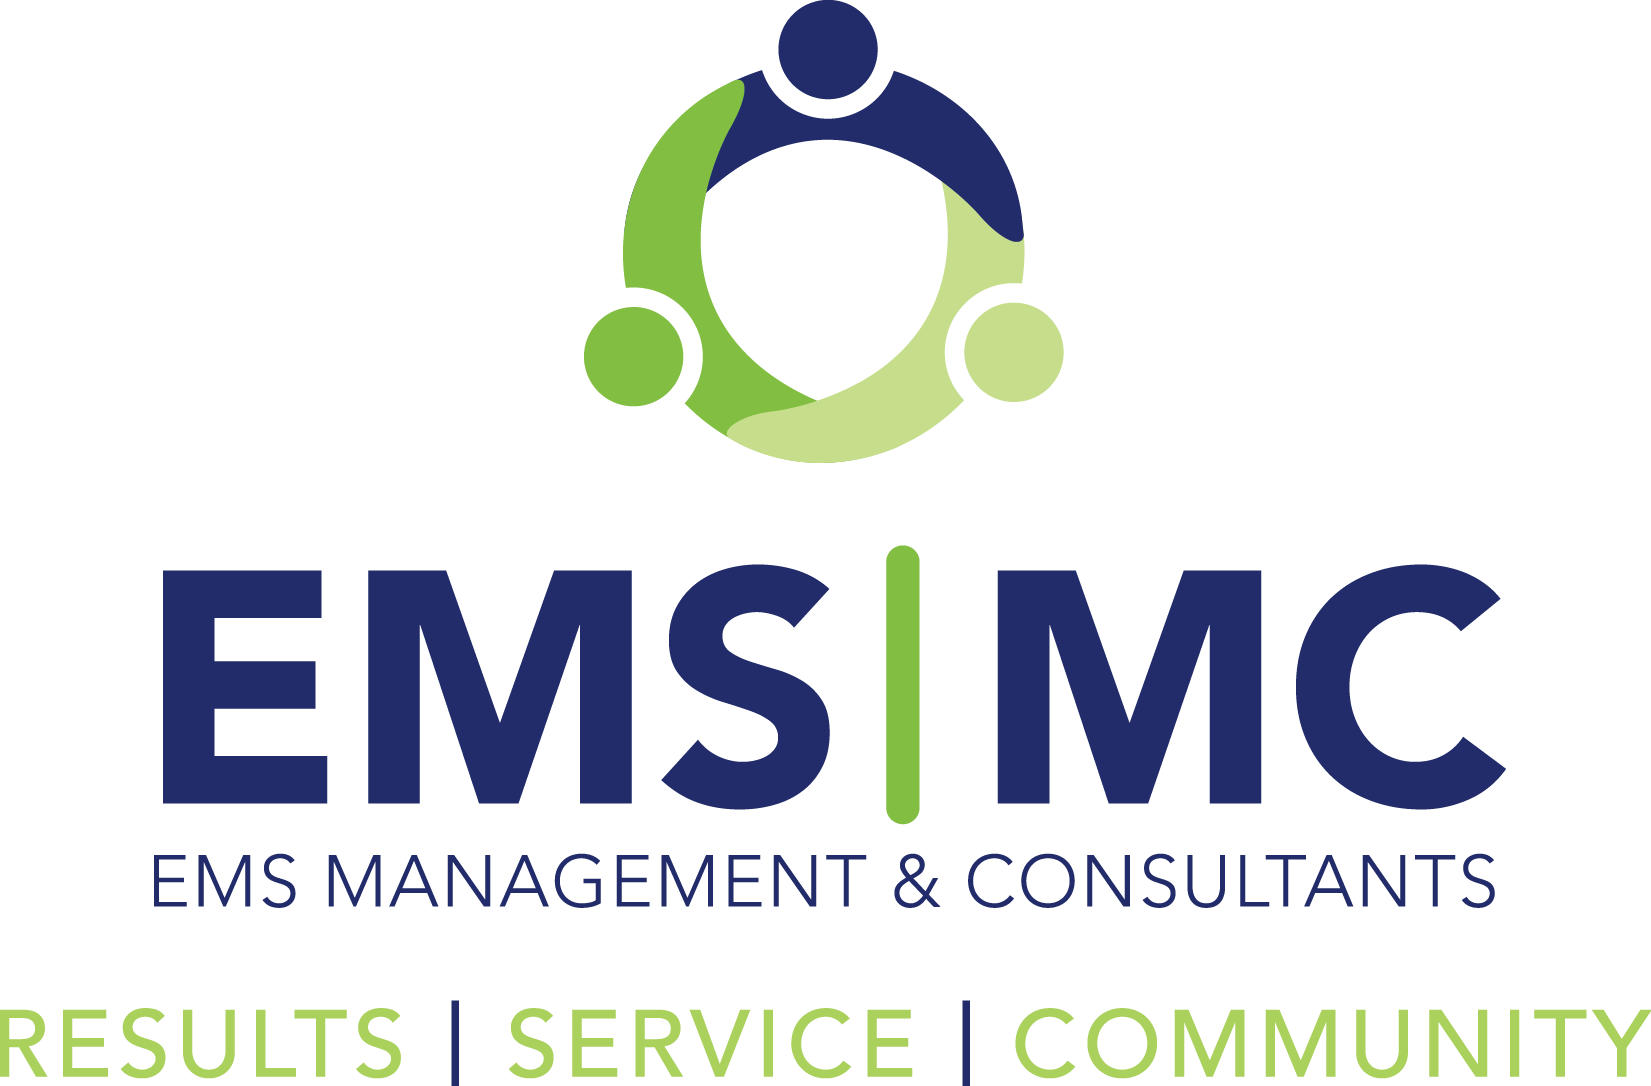 EMS|MC
EMS MANAGEMENT & CONSULTANTS
RESULTS | SERVICE | COMMUNITY